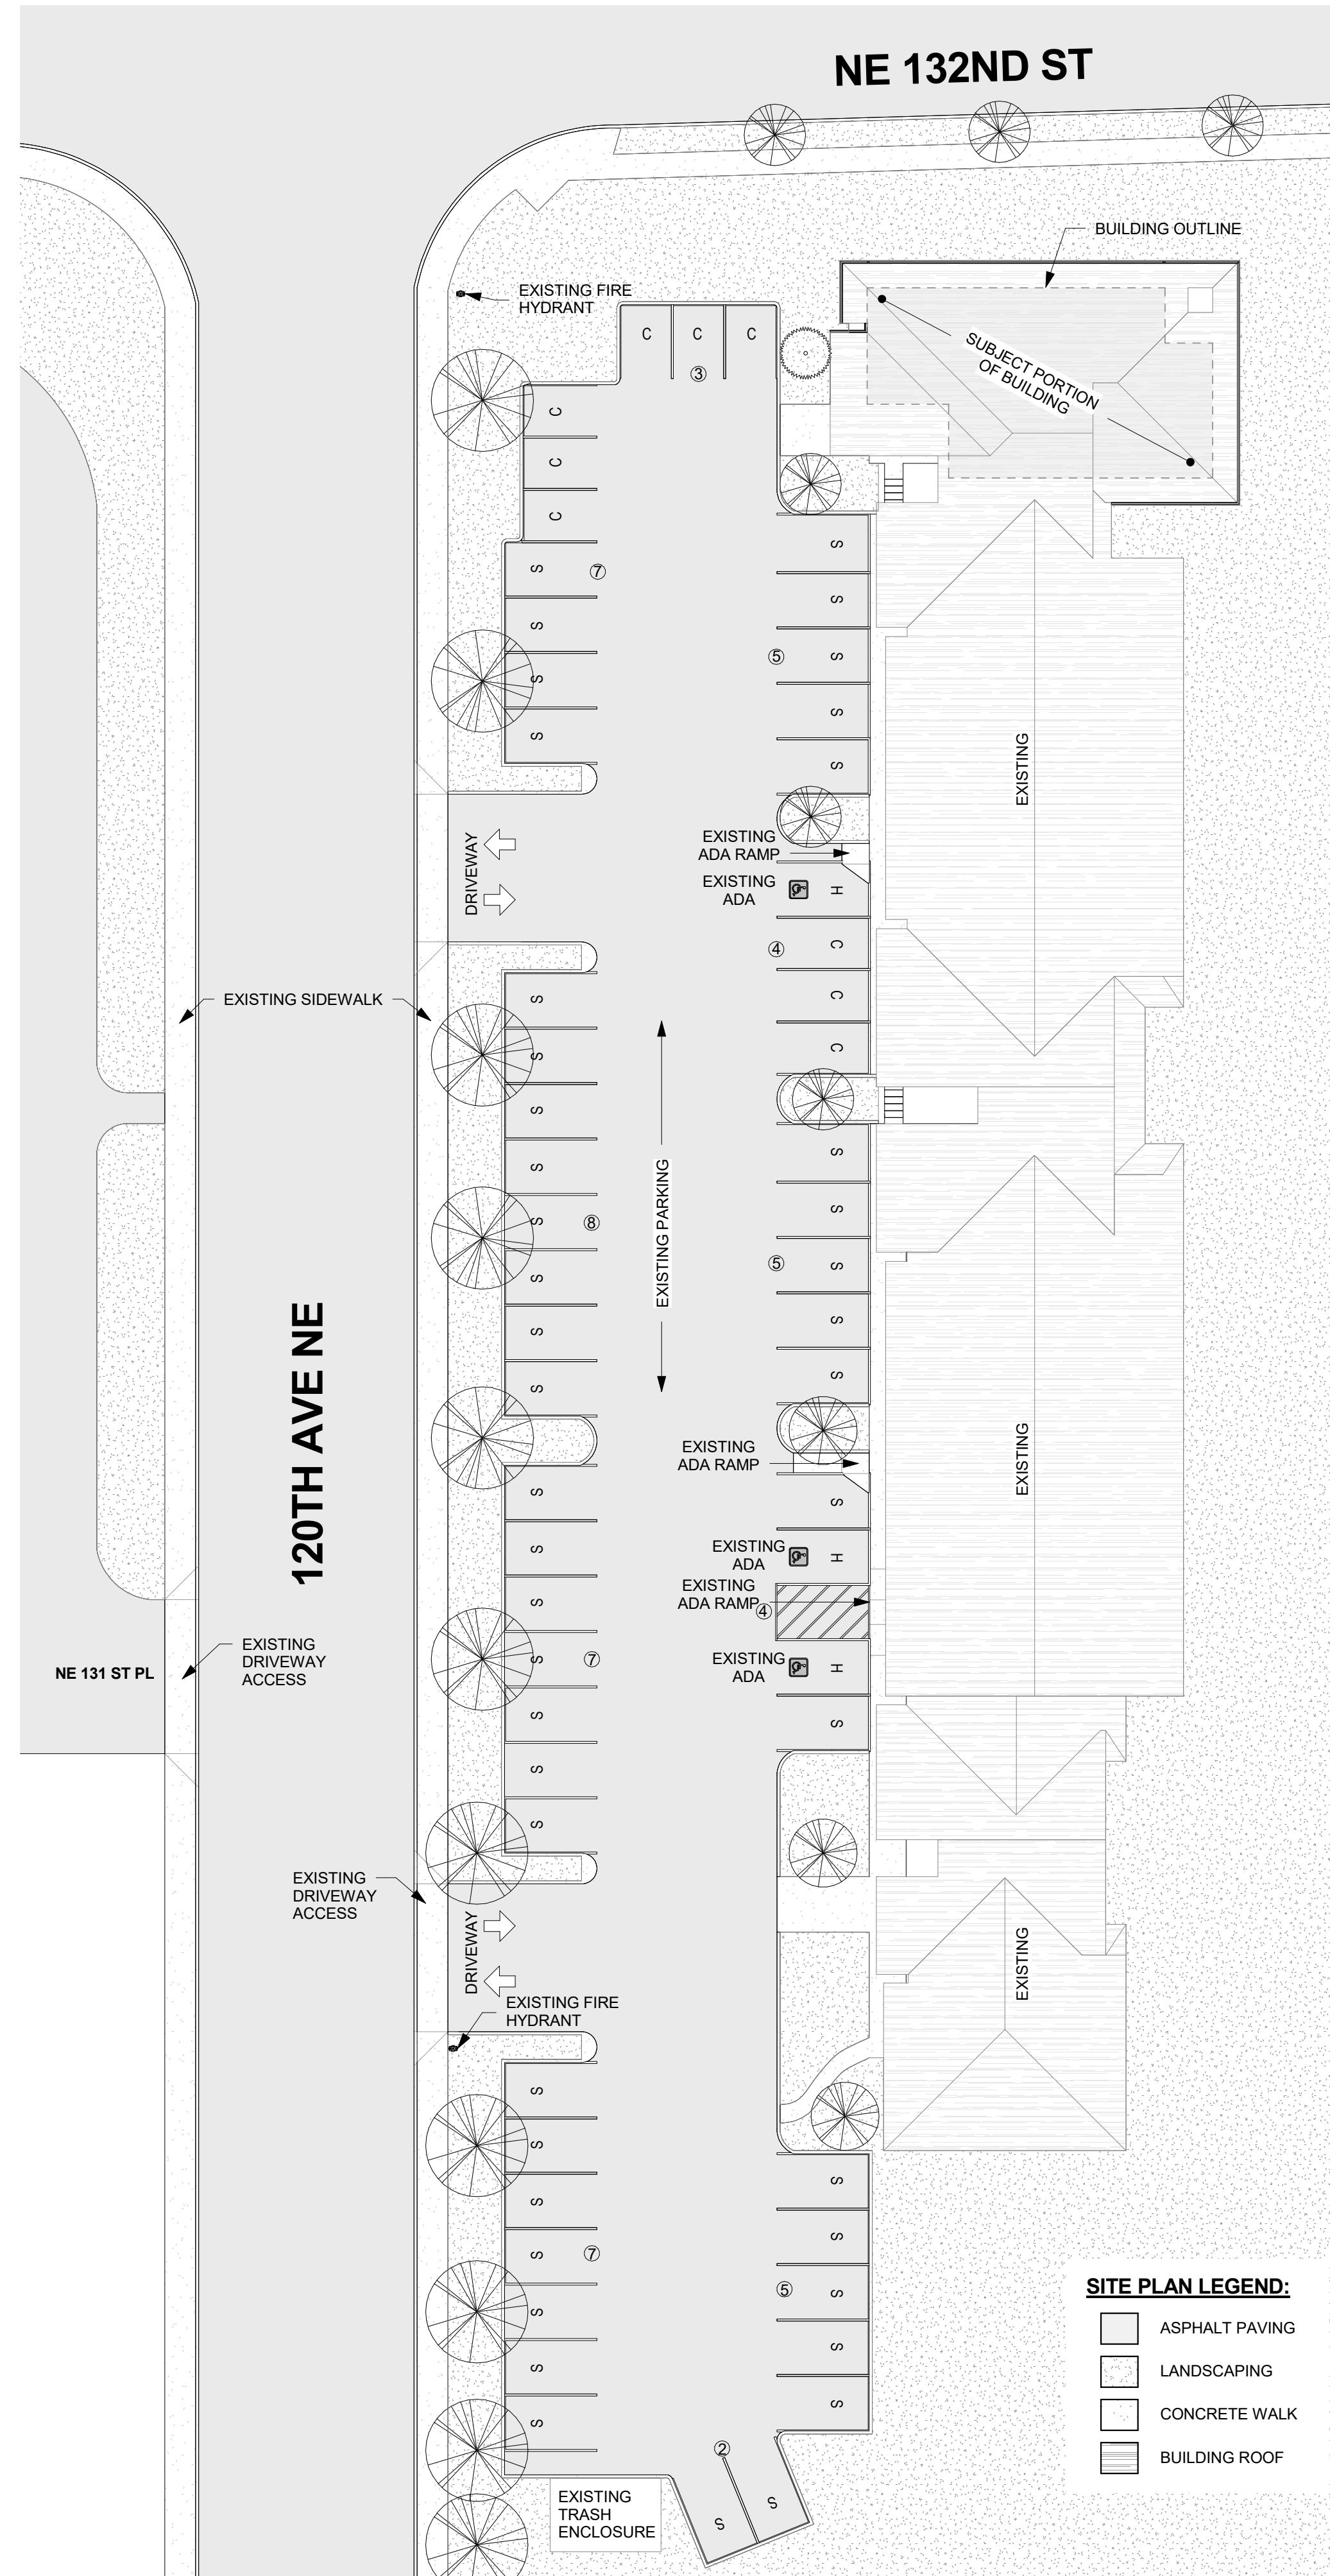 NE 132ND ST
BUILDING OUTLINE
EXISTING FIRE
HYDRANT
SUBJECT PORTION
OF BUILDING
C
C
C
3
C
C
C
S
7
S
S
S
S
S
5
S
S
S
EXISTING
DRIVEWAY
EXISTING
ADA RAMP
EXISTING
ADA
H
4
C
C
C
EXISTING SIDEWALK
S
S
S
S
S
8
S
S
S
EXISTING PARKING
S
S
5
S
S
S
120TH AVE NE
EXISTING
ADA RAMP
EXISTING
S
S
S
S
7
S
S
S
S
S
EXISTING
ADA
H
EXISTING
ADA RAMP
4
EXISTING
ADA
H
S
NE 131 ST PL
EXISTING
DRIVEWAY
ACCESS
EXISTING
DRIVEWAY
ACCESS
DRIVEWAY
EXISTING
EXISTING FIRE
HYDRANT
S
S
S
S
7
S
S
S
S
S
5
S
S
S
2
S
S
EXISTING
TRASH
ENCLOSURE
SITE PLAN LEGEND:
ASPHALT PAVING
LANDSCAPING
CONCRETE WALK
BUILDING ROOF